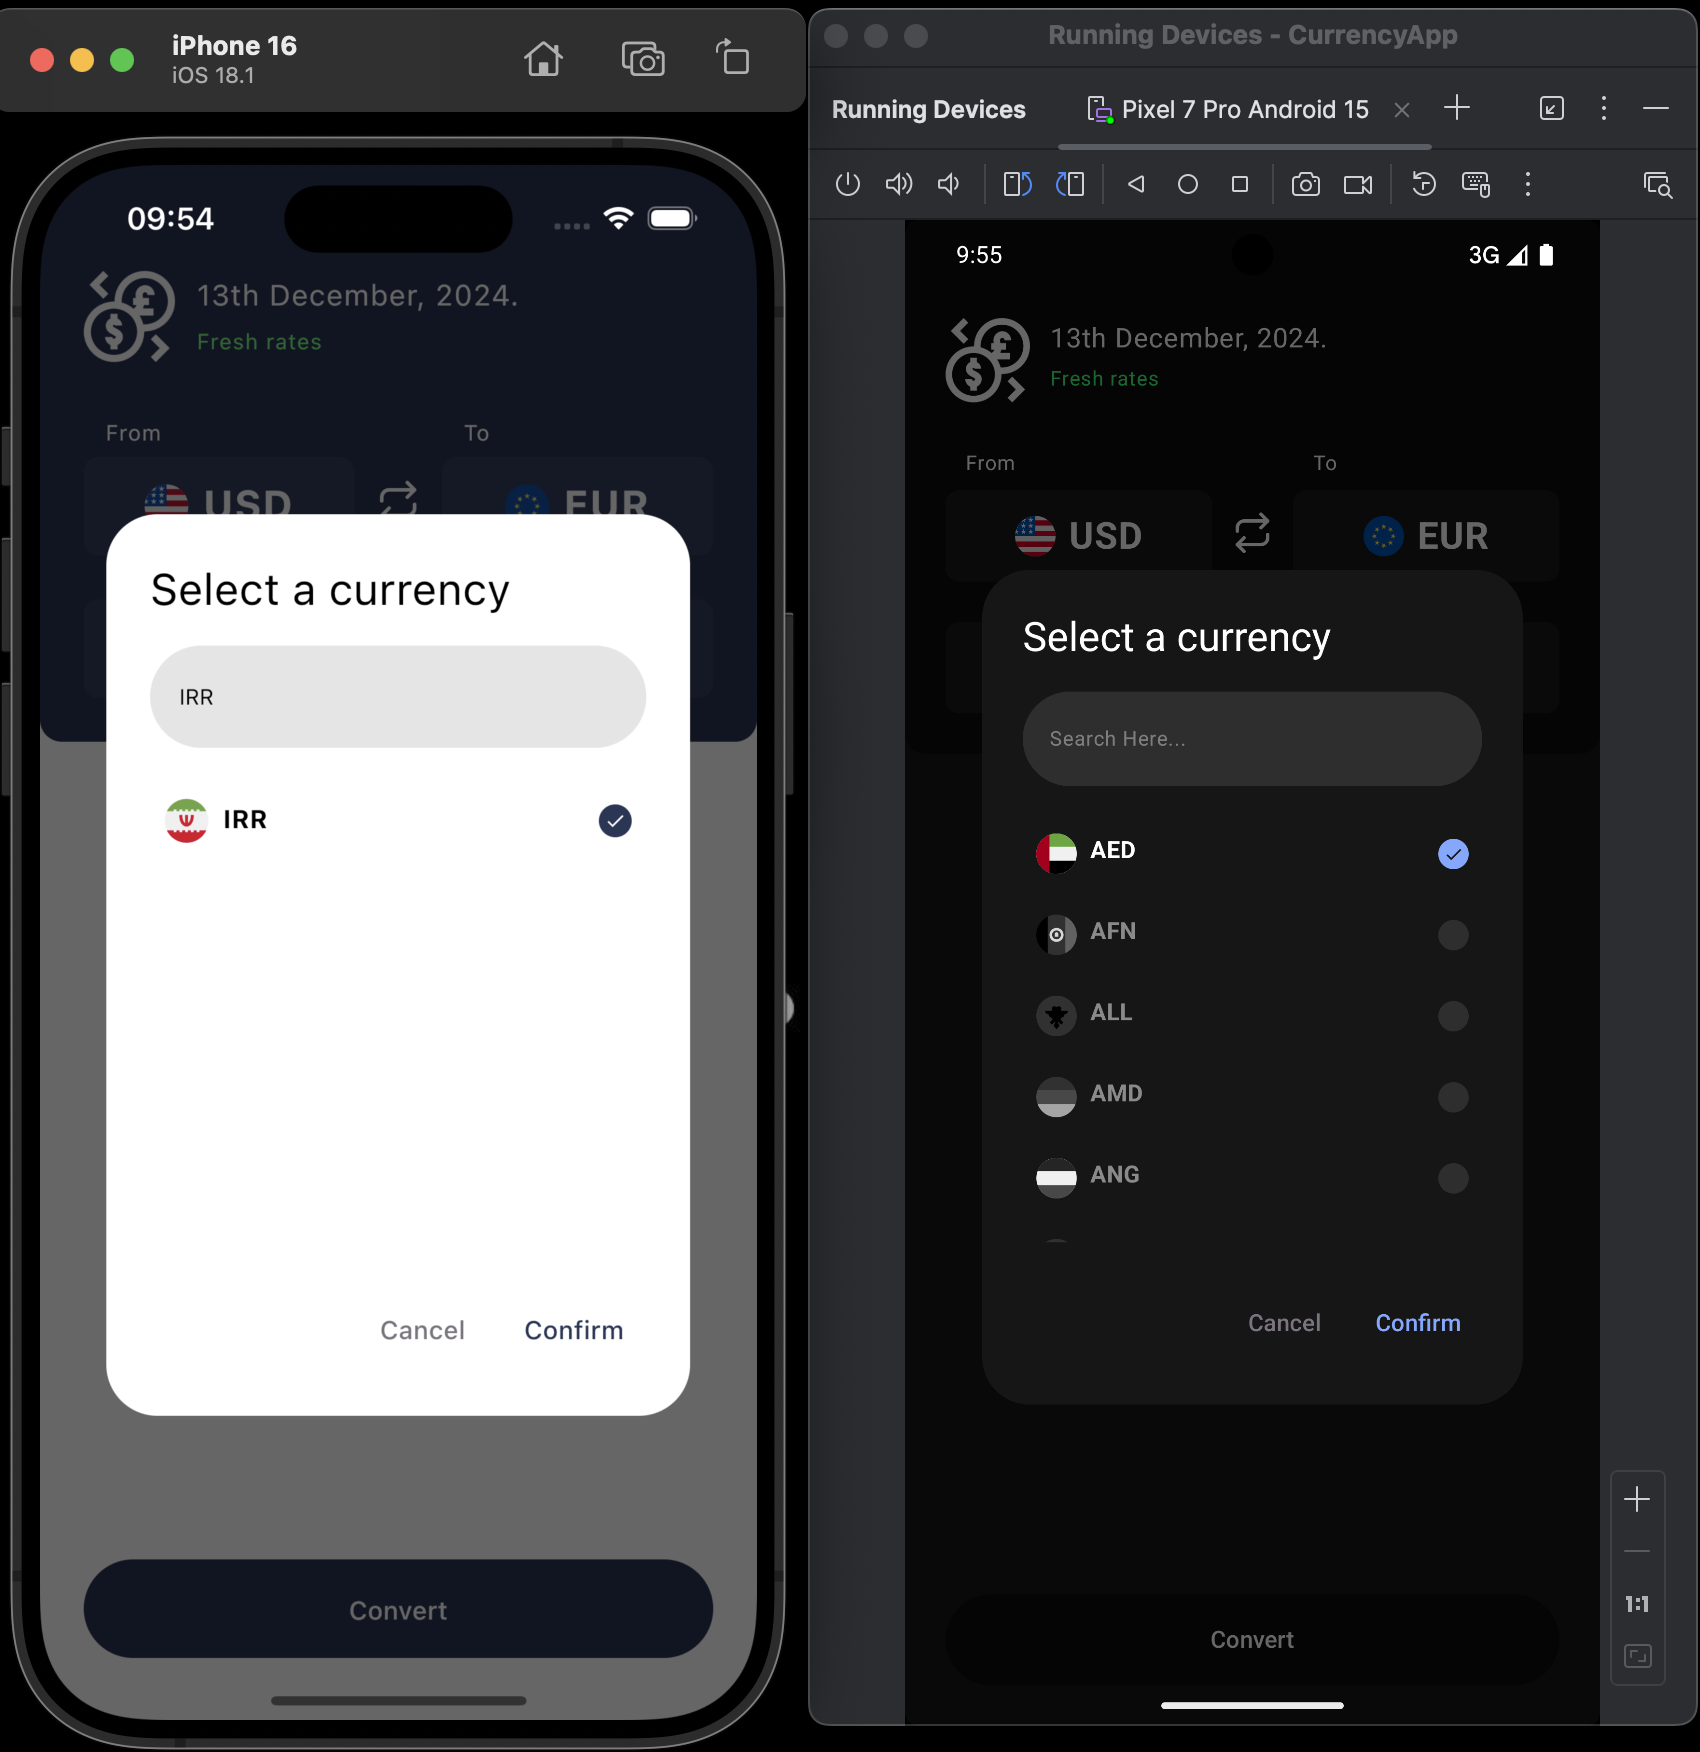 iPhone 16
iOS 18.1
09:54
13th December, 2024.
Fresh rates
From
To
USD
EUR
Select a currency
IRR
IRR
Cancel
Confirm
Convert
Running Devices - CurrencyApp
Running Devices
Pixel 7 Pro Android 15
9:55
3G
13th December, 2024.
Fresh rates
From
To
USD
EUR
Select a currency
Search Here...
AED
AFN
ALL
AMD
ANG
Cancel
Confirm
Convert
1:1